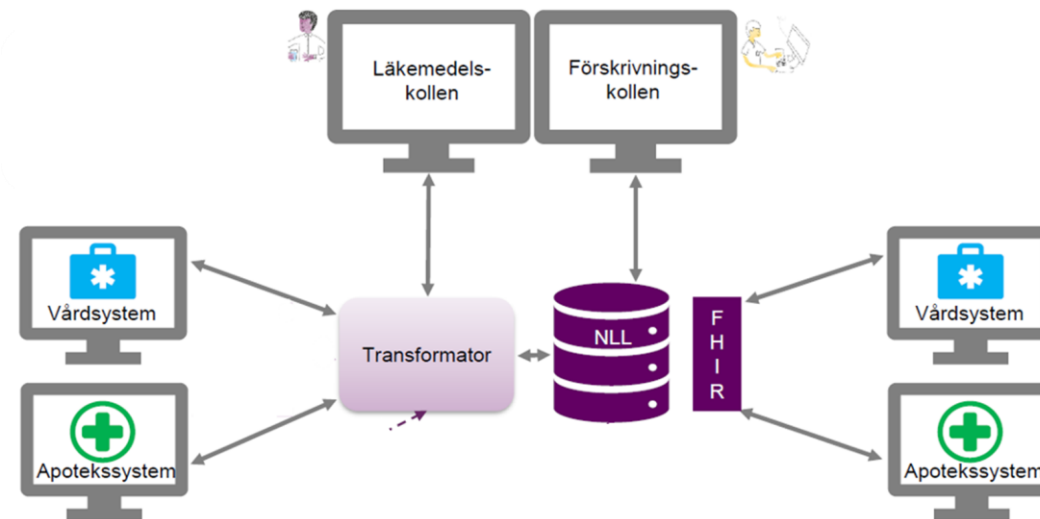 Läkemedels-
kollen
Förskrivnings-
kollen
Vårdsystem
Apotekssystem
Transformator
NLL
F
H
I
R
Vårdsystem
Apotekssystem